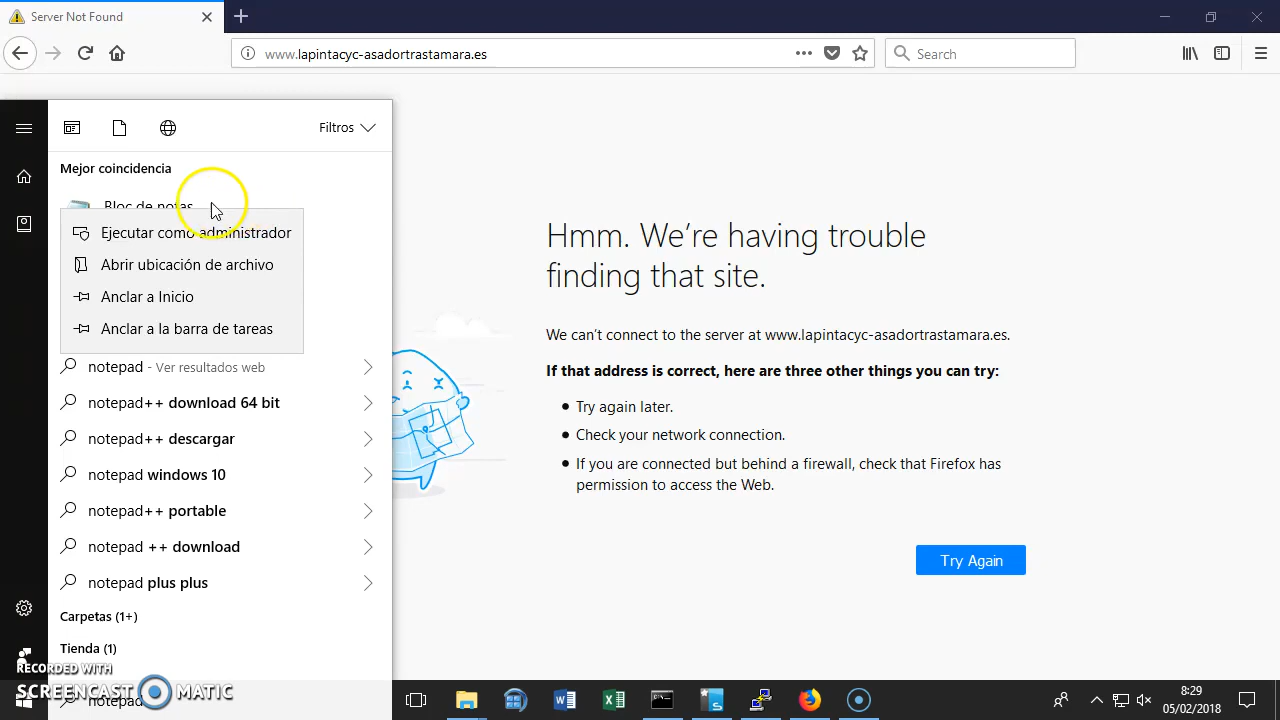 Server Not Found
www.lapintacyc-asadortrastamara.es
Search
Filtros
Mejor coincidencia
Bloc de notas
Ejecutar como administrador
Abrir ubicación de archivo
Anclar a Inicio
Anclar a la barra de tareas
notepad - Ver resultados web
notepad++ download 64 bit
notepad++ descargar
notepad windows 10
notepad++ portable
notepad ++ download
notepad plus plus
Carpetas (1+)
Tienda (1)
notepad
Hmm. We’re having trouble
finding that site.
We can’t connect to the server at www.lapintacyc-asadortrastamara.es.
If that address is correct, here are three other things you can try:
Try again later.
Check your network connection.
If you are connected but behind a firewall, check that Firefox has
permission to access the Web.
Try Again
RECORDED WITH
SCREENCAST MATIC
8:29
05/02/2018